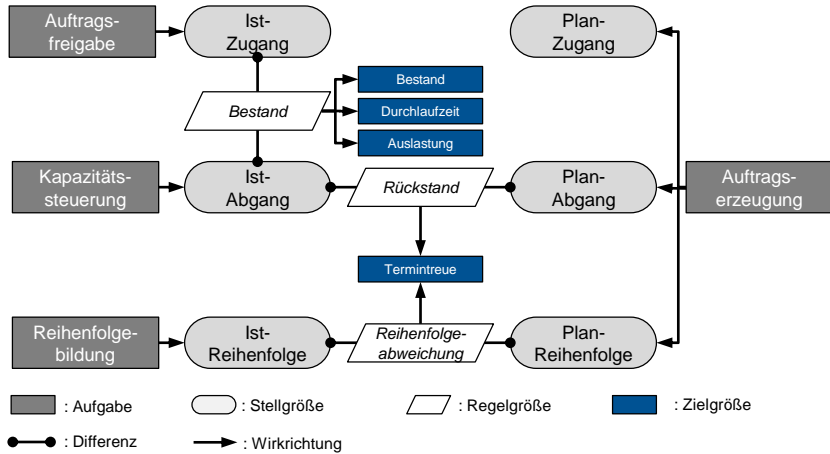 Auftrags-
freigabe
Ist-
Zugang
Plan-
Zugang
Bestand
Bestand
Durchlaufzeit
Auslastung
Kapazitäts-
steuerung
Ist-
Abgang
Rückstand
Plan-
Abgang
Auftrags-
erzeugung
Termintreue
Reihenfolge-
bildung
Ist-
Reihenfolge
Reihenfolge-
abweichung
Plan-
Reihenfolge
: Aufgabe
: Stellgröße
: Regelgröße
: Zielgröße
: Differenz
: Wirkrichtung